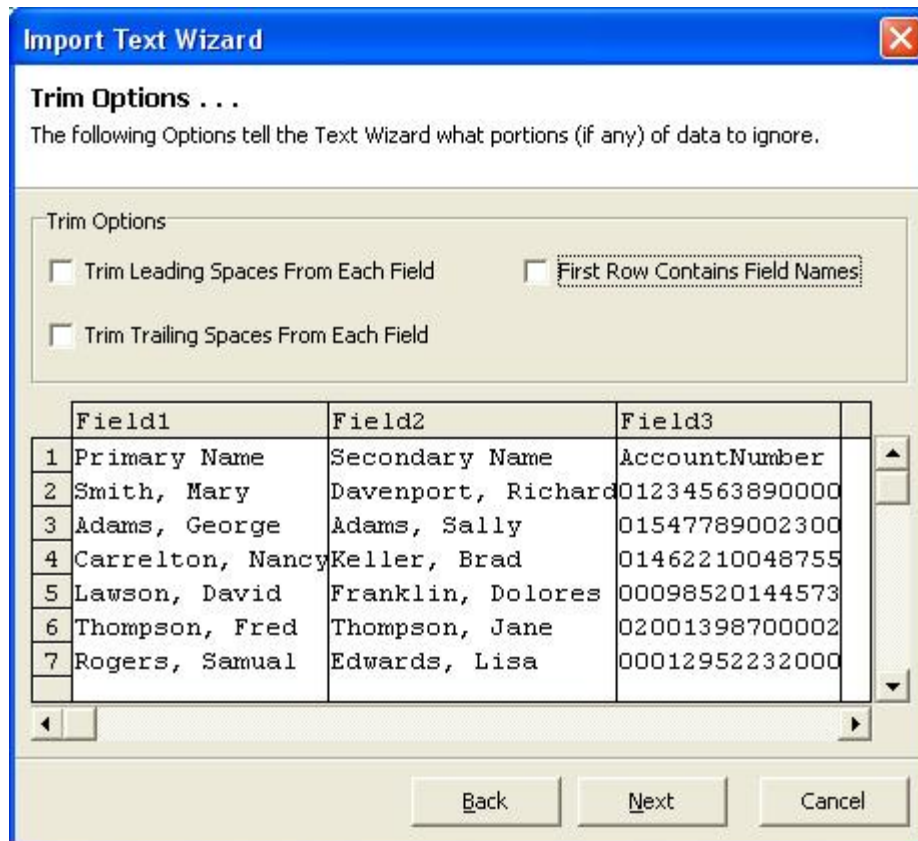 Import Text Wizard
Trim Options . . .
The following Options tell the Text Wizard what portions (if any) of data to ignore.
Trim Options
Trim Leading Spaces From Each Field First Row Contains Field Names
Trim Trailing Spaces From Each Field
Field1 Field2 Field3
1 Primary Name Secondary Name AccountNumber
2 Smith, Mary Davenport, Richard 01234563890000
3 Adams, George Adams, Sally 01547789002300
4 Carrelton, Nancy Keller, Brad 01462210048755
5 Lawson, David Franklin, Dolores 00098520144573
6 Thompson, Fred Thompson, Jane 02001398700002
7 Rogers, Samual Edwards, Lisa 00012952232000
Back Next Cancel